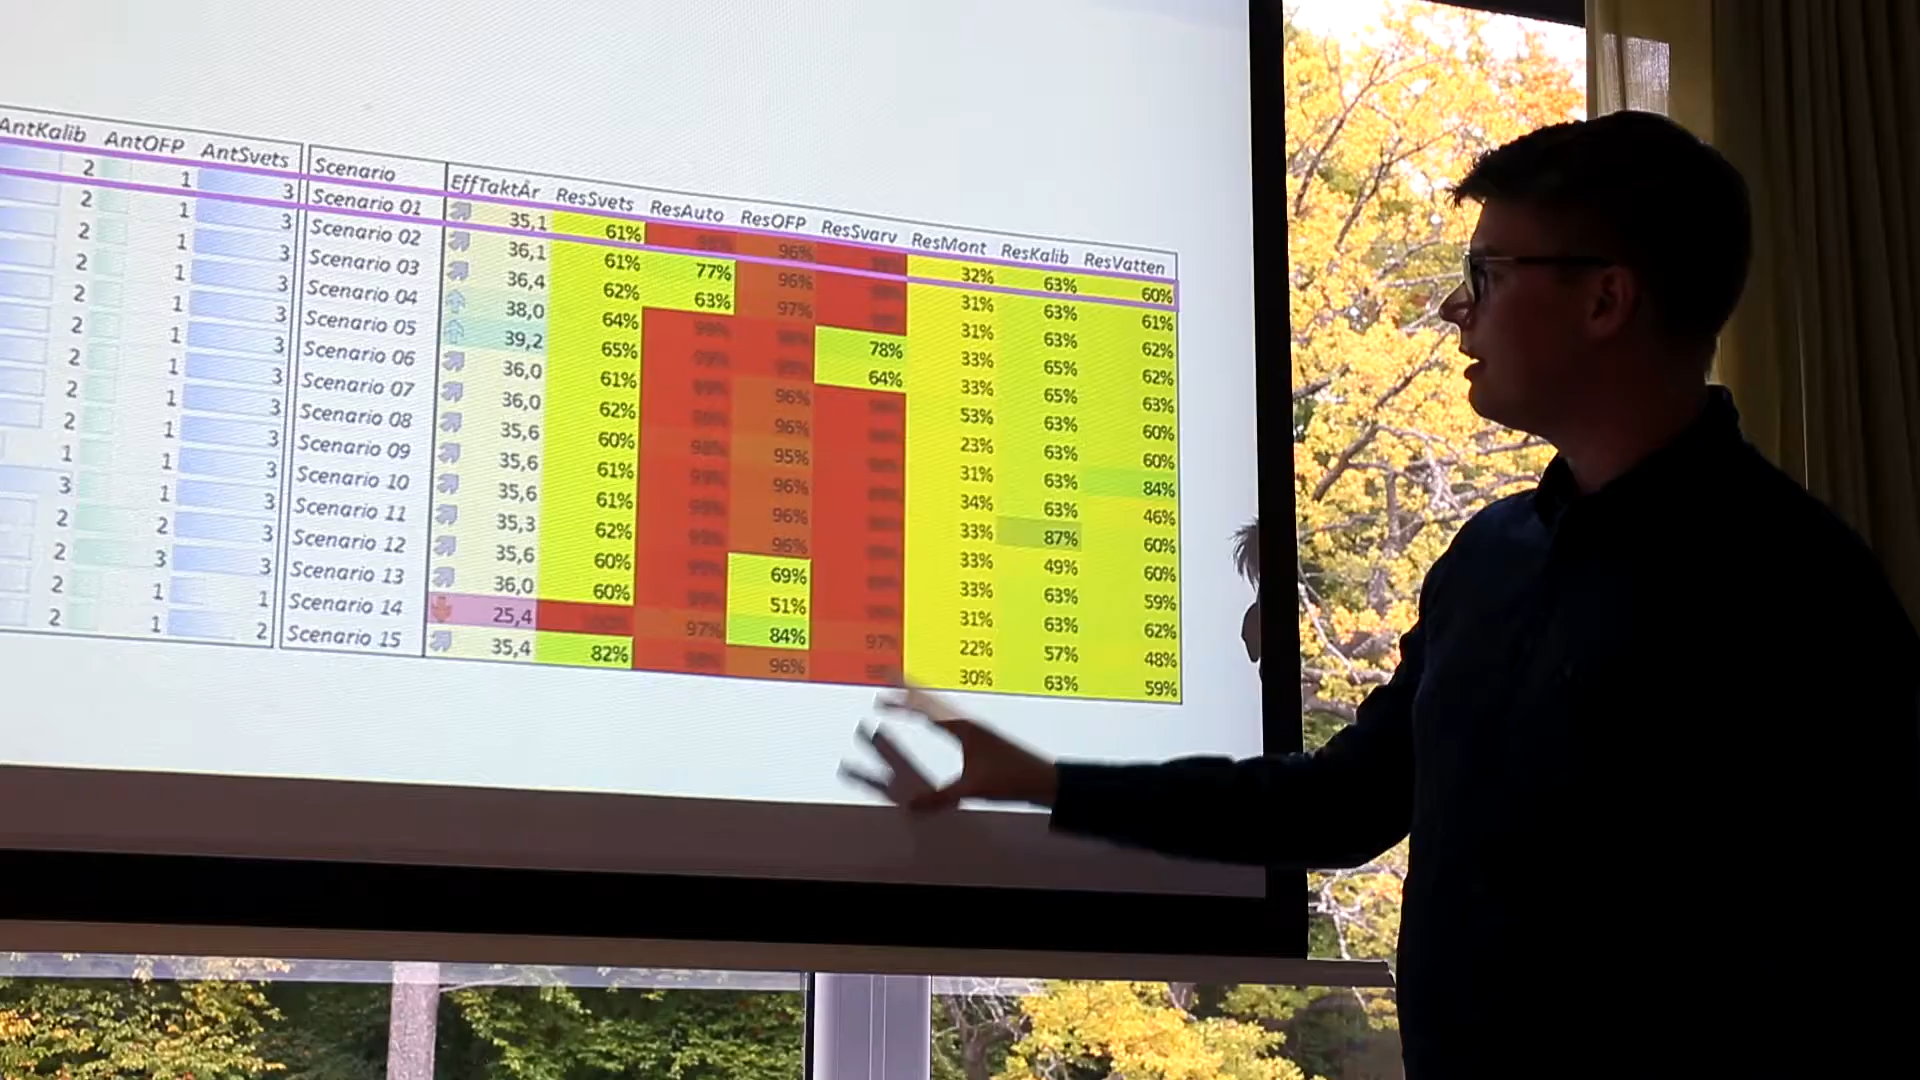 AntKalib AntOFP AntSvets Scenario EffTaktÅr ResSvets ResAuto ResOFP ResSvarv ResMont ResKalib ResVatten
2 1 3 Scenario 01 35,1 61% 96% 32% 63% 60%
2 1 3 Scenario 02 36,1 61% 77% 96% 31% 63% 61%
2 1 3 Scenario 03 36,4 62% 63% 97% 31% 63% 62%
2 1 3 Scenario 04 38,0 64% 78% 33% 65% 62%
2 1 3 Scenario 05 39,2 65% 64% 33% 65% 63%
2 1 3 Scenario 06 36,0 61% 96% 53% 63% 60%
2 1 3 Scenario 07 36,0 62% 96% 23% 63% 60%
2 1 3 Scenario 08 35,6 60% 95% 31% 63% 84%
2 1 3 Scenario 09 35,6 61% 96% 34% 63% 46%
1 1 3 Scenario 10 35,6 61% 96% 33% 87% 60%
3 1 3 Scenario 11 35,3 62% 96% 33% 49% 60%
2 2 3 Scenario 12 35,6 60% 69% 33% 63% 59%
2 3 3 Scenario 13 36,0 60% 51% 31% 63% 62%
2 1 1 Scenario 14 25,4 97% 84% 97% 22% 57% 48%
2 1 2 Scenario 15 35,4 82% 96% 30% 63% 59%